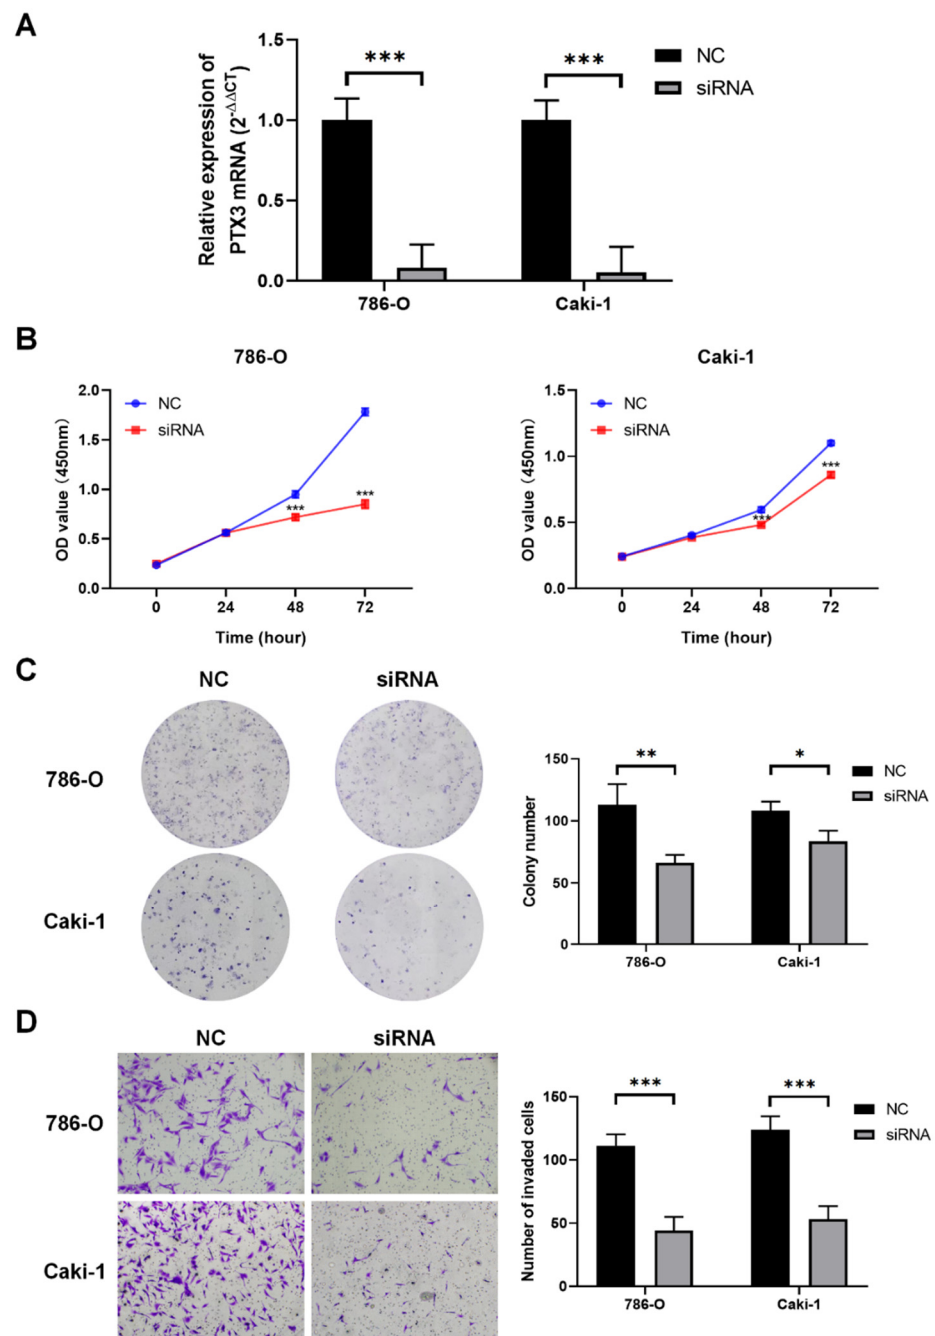 A
Relative expression of
PTX3 mRNA (2-ΔΔCT)
1.5
1.0
0.5
0.0
***
***
NC
siRNA
786-O
Caki-1
B
786-O
OD value (450nm)
2.0
1.5
1.0
0.5
0.0
NC
siRNA
***
***
0 24 48 72
Time (hour)
Caki-1
OD value (450nm)
1.5
1.0
0.5
0.0
NC
siRNA
***
***
0 24 48 72
Time (hour)
C
NC siRNA
786-O
Caki-1
Colony number
150
100
50
0
**
*
NC
siRNA
786-O Caki-1
D
NC siRNA
786-O
Caki-1
Number of invaded cells
150
100
50
0
***
***
NC
siRNA
786-O Caki-1